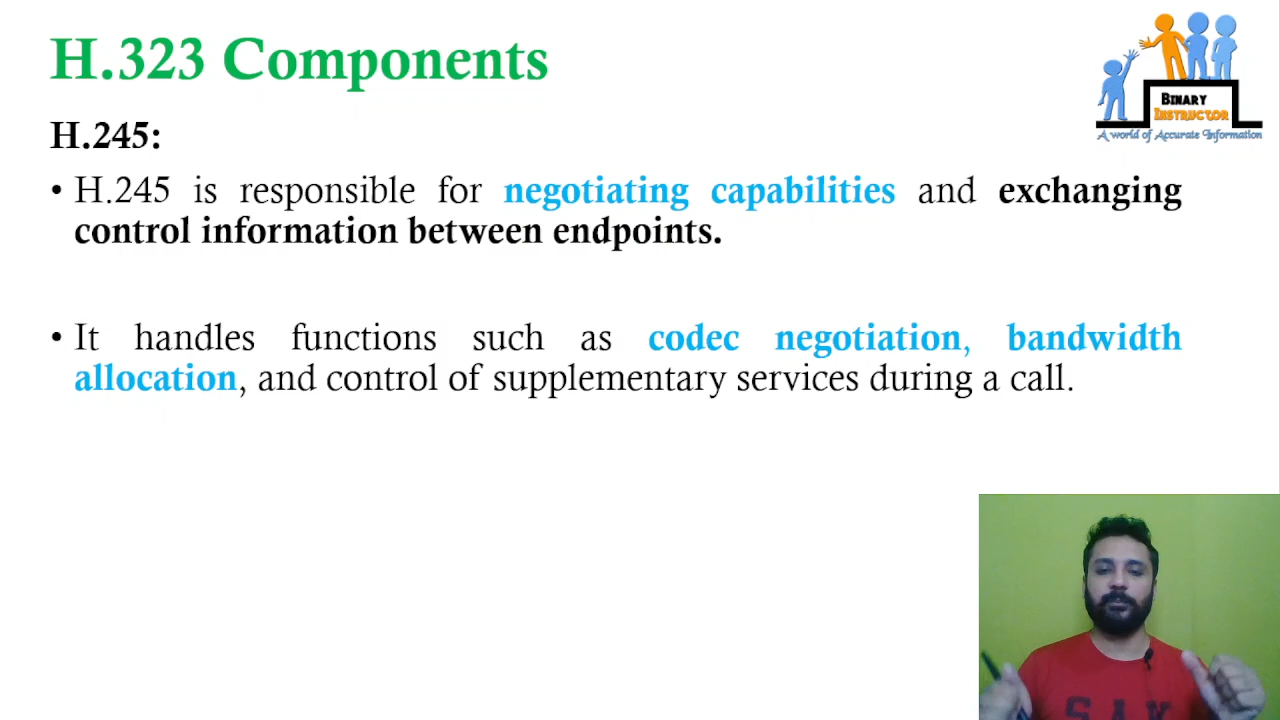 H.323 Components
BINARY
INSTRUCTOR
A world of Accurate Information
H.245:
• H.245 is responsible for negotiating capabilities and exchanging
control information between endpoints.
• It handles functions such as codec negotiation, bandwidth
allocation, and control of supplementary services during a call.